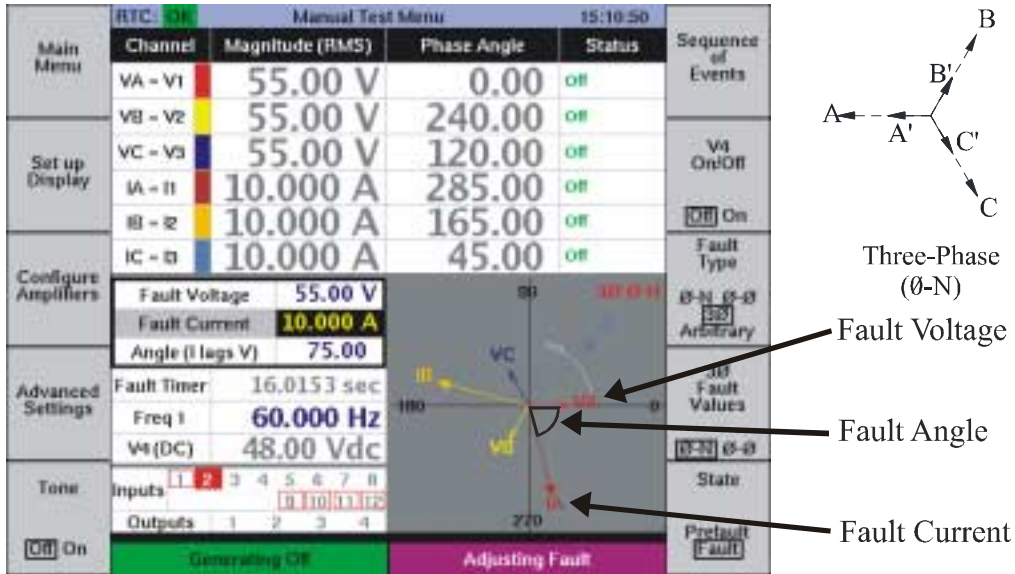 RTC: OK Manual Test Menu 15:10:50
Main Menu
Set up Display
Configure Amplifiers
Advanced Settings
Tone
Off On
Channel Magnitude (RMS) Phase Angle Status
VA - V1 55.00 V 0.00 Off
VB - V2 55.00 V 240.00 Off
VC - V3 55.00 V 120.00 Off
IA - I1 10.000 A 285.00 Off
IB - I2 10.000 A 165.00 Off
IC - I3 10.000 A 45.00 Off
Fault Voltage 55.00 V
Fault Current 10.000 A
Angle (I lags V) 75.00
Fault Timer 16.0153 sec
Freq 1 60.000 Hz
V4 (DC) 48.00 Vdc
Inputs 1 2 3 4 5 6 7 8
9 10 11 12
Outputs 1 2 3 4
Generating Off
90 3Ø Ø-N
VC
IB
180 VA 0
VB
IA
270
Adjusting Fault
Sequence of Events
V4 On/Off
Off On
Fault Type
Ø-N Ø-Ø
3Ø
Arbitrary
3Ø Fault Values
Ø-N Ø-Ø
State
Prefault
Fault
B
B'
A
A'
C'
C
Three-Phase
(Ø-N)
Fault Voltage
Fault Angle
Fault Current